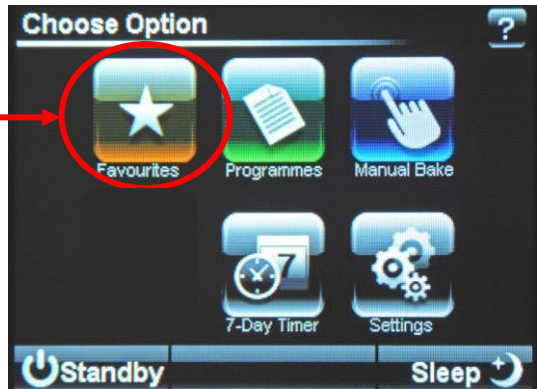 Choose Option
?
Favourites Programmes Manual Bake
7
7-Day Timer Settings
Standby Sleep